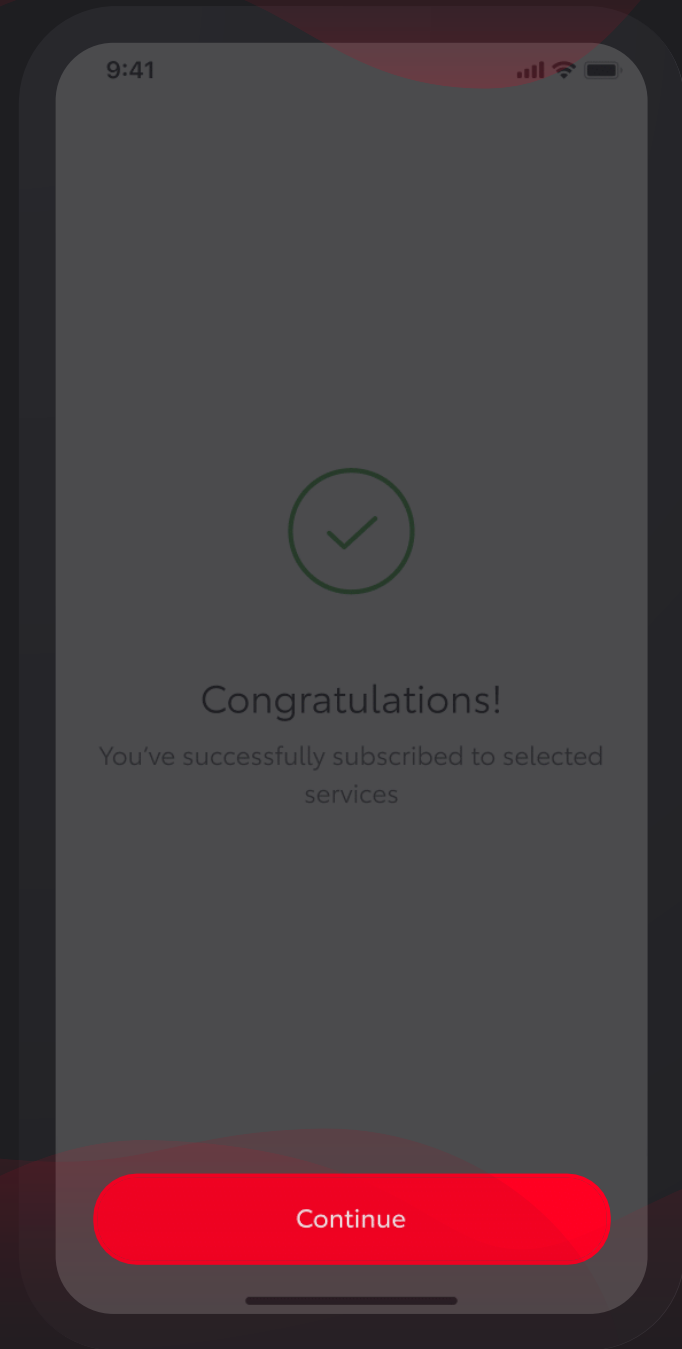 9:41
Congratulations!
You’ve successfully subscribed to selected
services
Continue